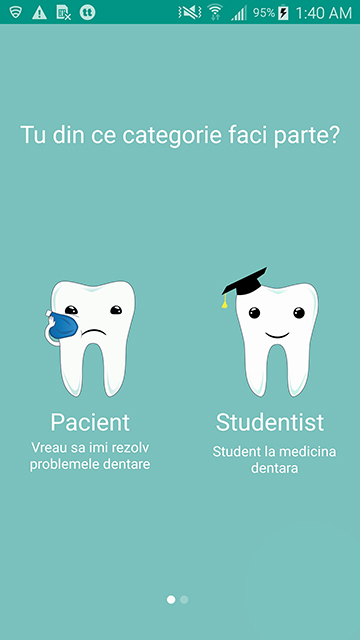 95% 1:40 AM
Tu din ce categorie faci parte?
Pacient
Vreau sa imi rezolv
problemele dentare
Studentist
Student la medicina
dentara